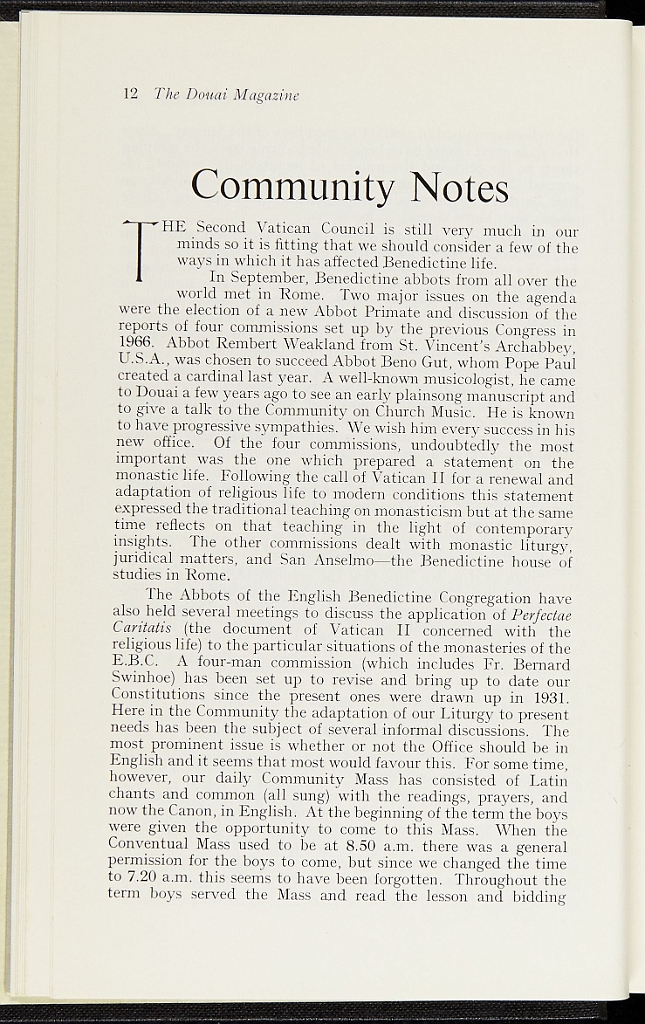 12 The Douai Magazine
Community Notes
THE Second Vatican Council is still very much in our
minds so it is fitting that we should consider a few of the
ways in which it has affected Benedictine life.
In September, Benedictine abbots from all over the
world met in Rome. Two major issues on the agenda
were the election of a new Abbot Primate and discussion of the
reports of four commissions set up by the previous Congress in
1966. Abbot Rembert Weakland from St. Vincent's Archabbey,
U.S.A., was chosen to succeed Abbot Beno Gut, whom Pope Paul
created a cardinal last year. A well-known musicologist, he came
to Douai a few years ago to see an early plainsong manuscript and
to give a talk to the Community on Church Music. He is known
to have progressive sympathies. We wish him every success in his
new office. Of the four commissions, undoubtedly the most
important was the one which prepared a statement on the
monastic life. Following the call of Vatican II for a renewal and
adaptation of religious life to modern conditions this statement
expressed the traditional teaching on monasticism but at the same
time reflects on that teaching in the light of contemporary
insights. The other commissions dealt with monastic liturgy,
juridical matters, and San Anselmo—the Benedictine house of
studies in Rome.
The Abbots of the English Benedictine Congregation have
also held several meetings to discuss the application of Perfectae
Caritatis (the document of Vatican II concerned with the
religious life) to the particular situations of the monasteries of the
E.B.C. A four-man commission (which includes Fr. Bernard
Swinhoe) has been set up to revise and bring up to date our
Constitutions since the present ones were drawn up in 1931.
Here in the Community the adaptation of our Liturgy to present
needs has been the subject of several informal discussions. The
most prominent issue is whether or not the Office should be in
English and it seems that most would favour this. For some time,
however, our daily Community Mass has consisted of Latin
chants and common (all sung) with the readings, prayers, and
now the Canon, in English. At the beginning of the term the boys
were given the opportunity to come to this Mass. When the
Conventual Mass used to be at 8.50 a.m. there was a general
permission for the boys to come, but since we changed the time
to 7.20 a.m. this seems to have been forgotten. Throughout the
term boys served the Mass and read the lesson and bidding